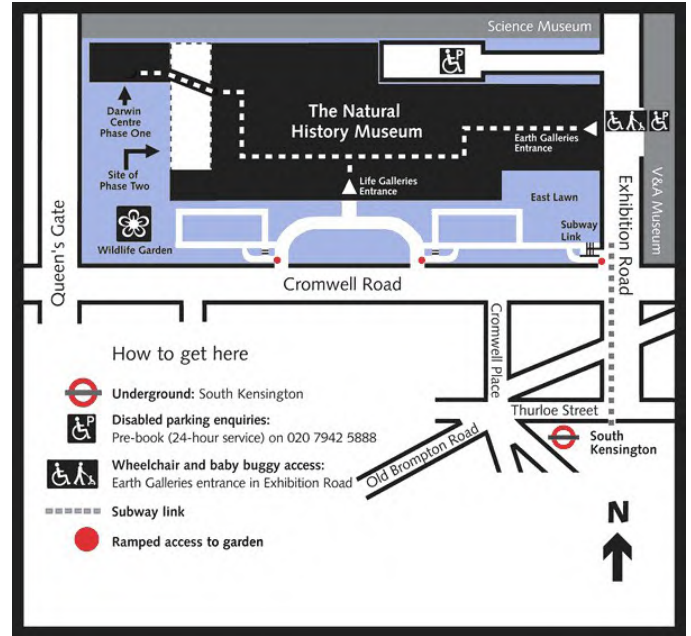 Science Museum
P
Darwin
Centre
Phase One
The Natural
History Museum
P
Earth Galleries
Entrance
Site of
Phase Two
Life Galleries
Entrance
East Lawn
V&A Museum
Exhibition Road
Queen's Gate
Wildlife Garden
Subway
Link
Cromwell Road
Cromwell Place
How to get here
Underground: South Kensington
P
Disabled parking enquiries:
Pre-book (24-hour service) on 020 7942 5888
Thurloe Street
South
Kensington
Old Brompton Road
Wheelchair and baby buggy access:
Earth Galleries entrance in Exhibition Road
Subway link
Ramped access to garden
N